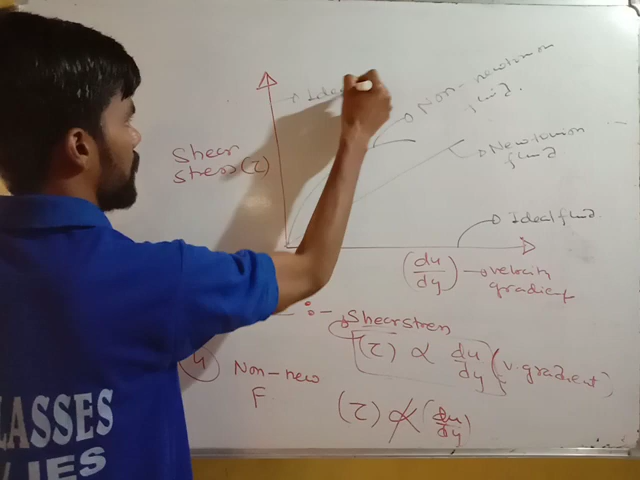 Ideal
Non-newtonian
fluid.
Shear
stress (τ)
Newtonian
fluid
Ideal fluid.
(du/dy) velocity
gradient
:- Shear stress
(τ) ∝ du/dy (v. gradient)
Non-new
F
(τ) ∝̸ (du/dy)
LASSES
IES